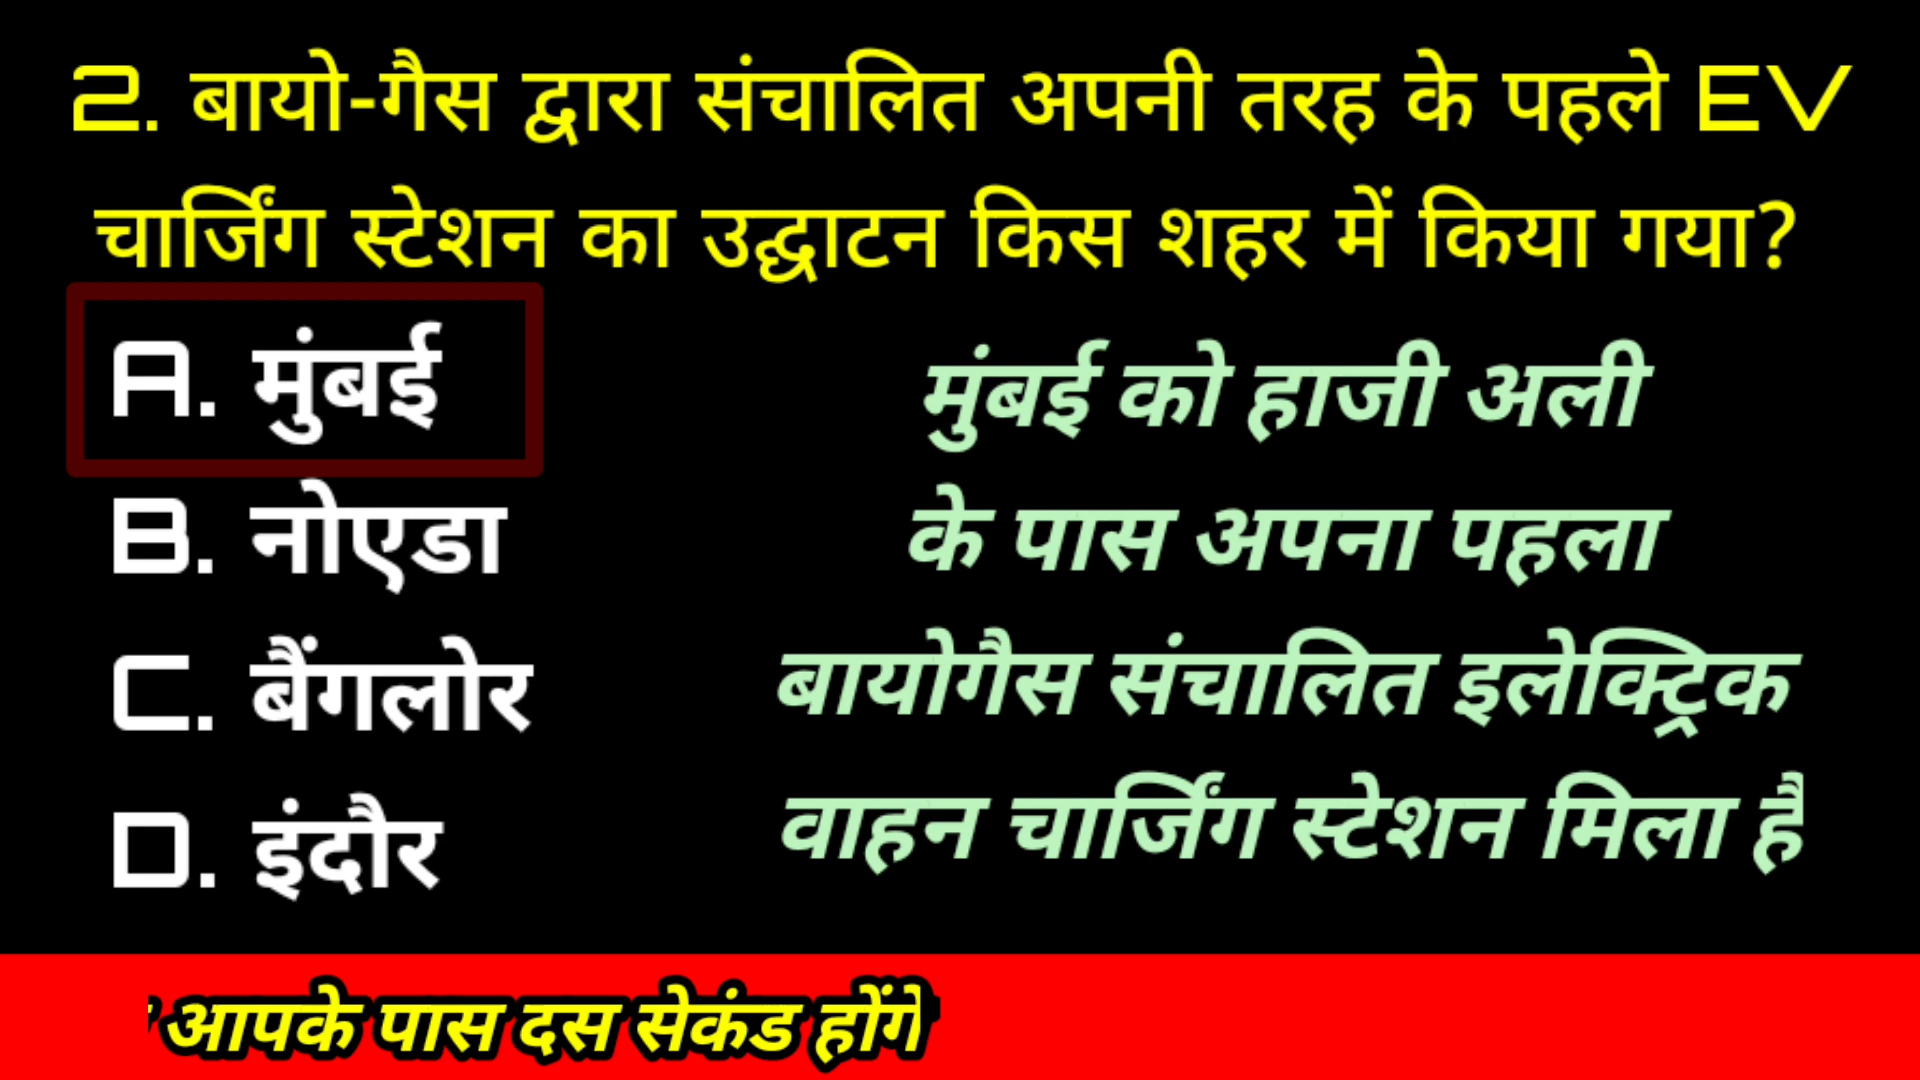 2. बायो-गैस द्वारा संचालित अपनी तरह के पहले EV
चार्जिंग स्टेशन का उद्घाटन किस शहर में किया गया?
A. मुंबई
B. नोएडा
C. बैंगलोर
D. इंदौर
मुंबई को हाजी अली
के पास अपना पहला
बायोगैस संचालित इलेक्ट्रिक
वाहन चार्जिंग स्टेशन मिला है
आपके पास दस सेकंड होंगे